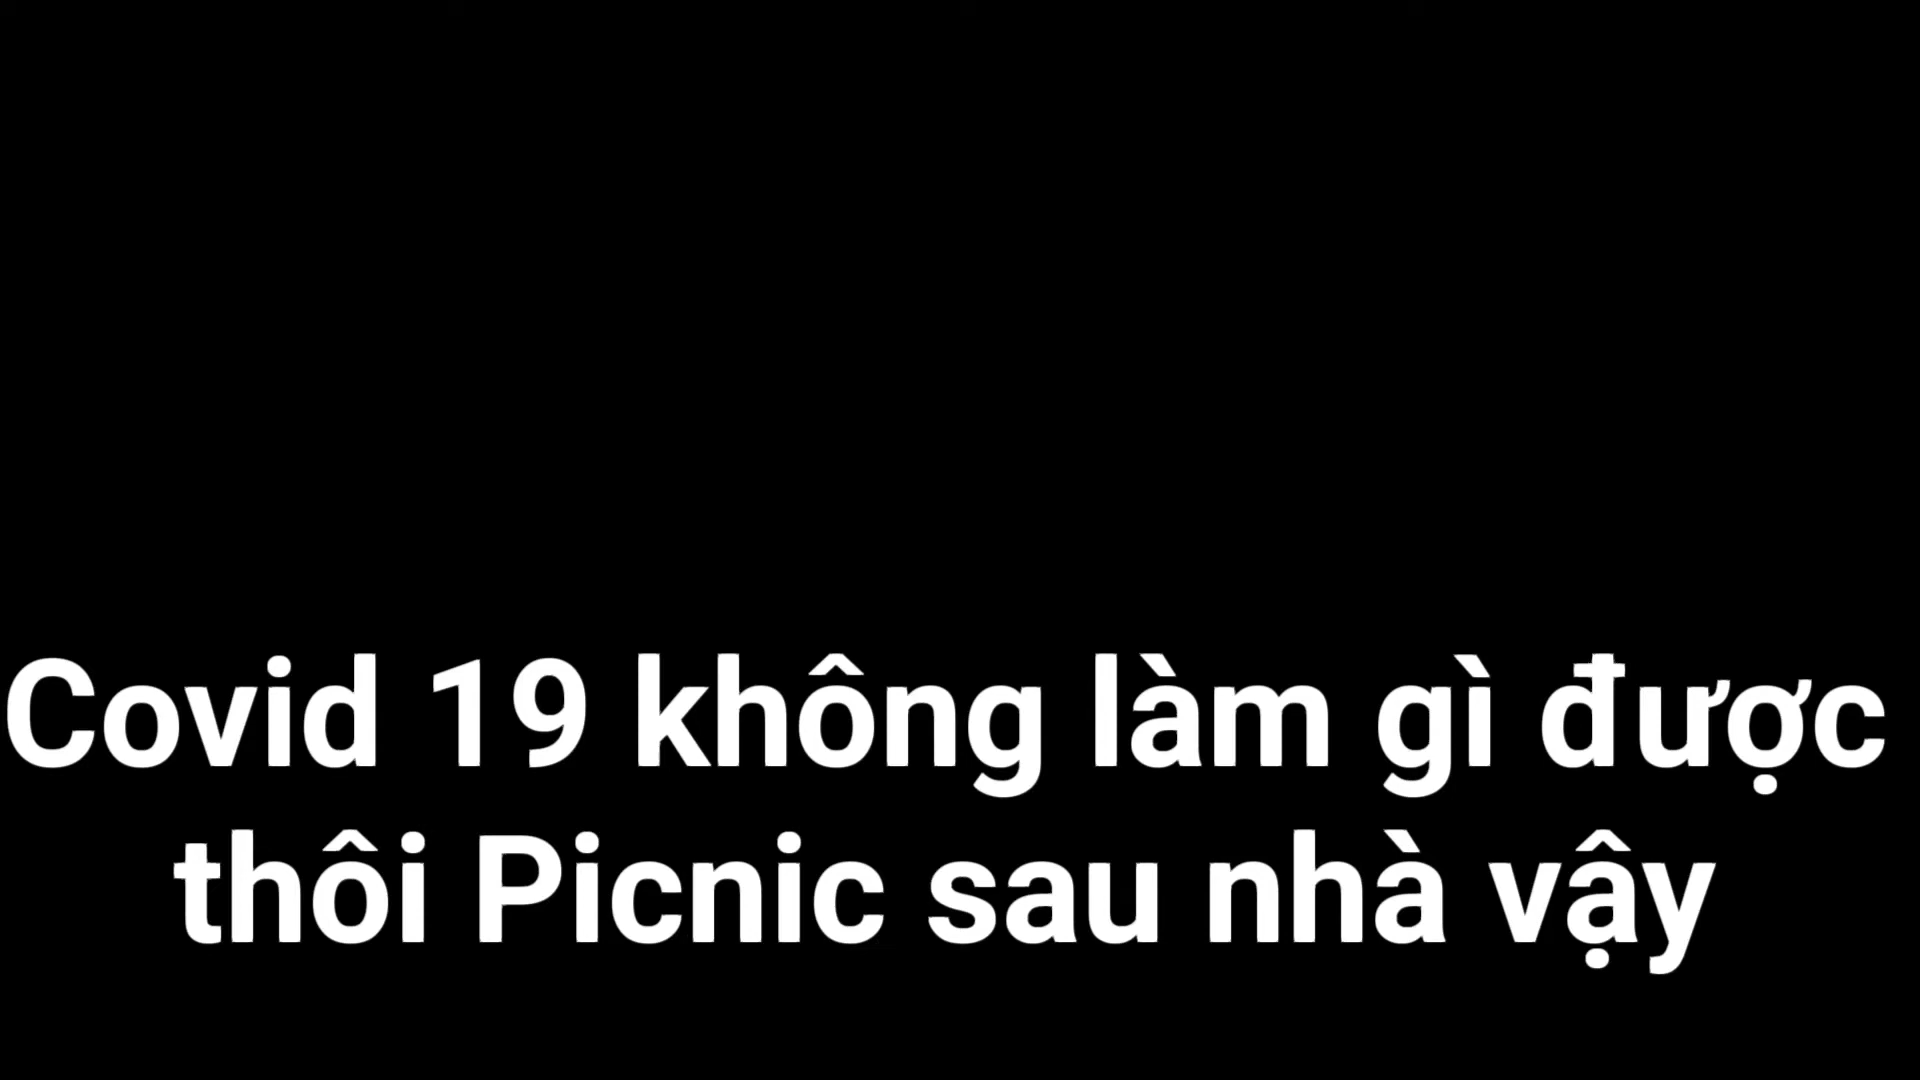 Covid 19 không làm gì được
thôi Picnic sau nhà vậy